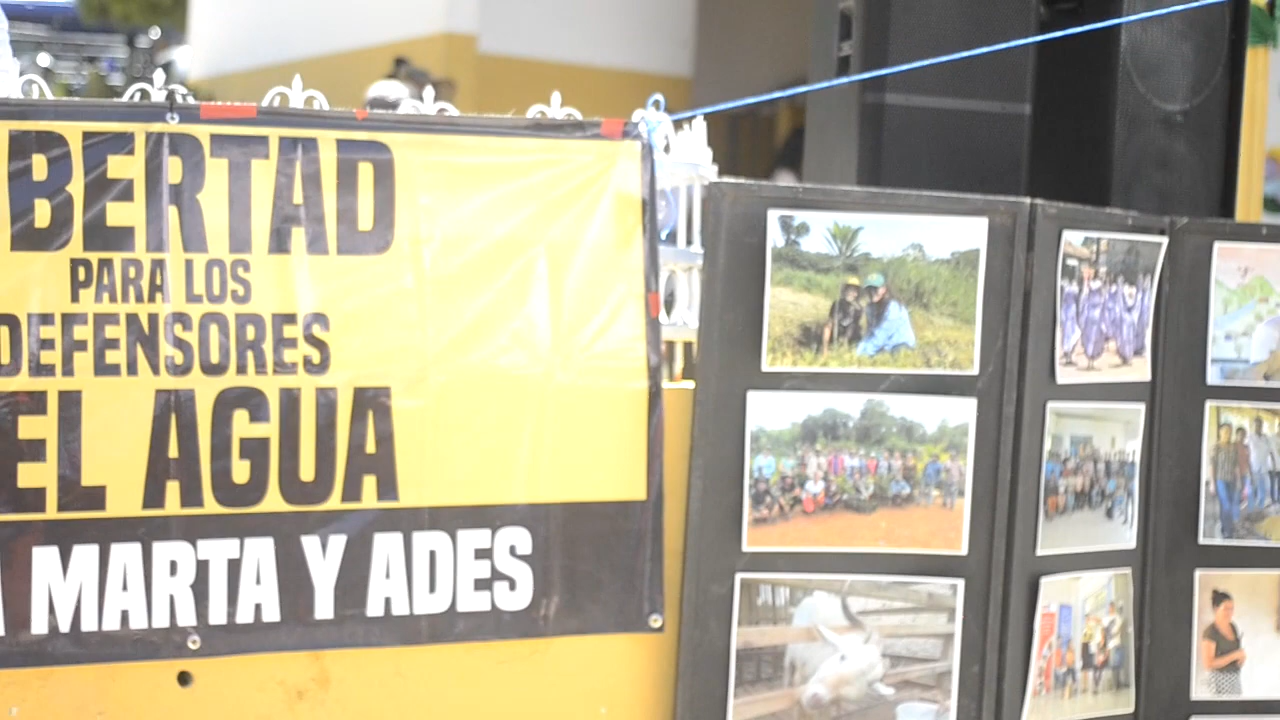 BERTAD
PARA LOS
DEFENSORES
EL AGUA
MARTA Y ADES